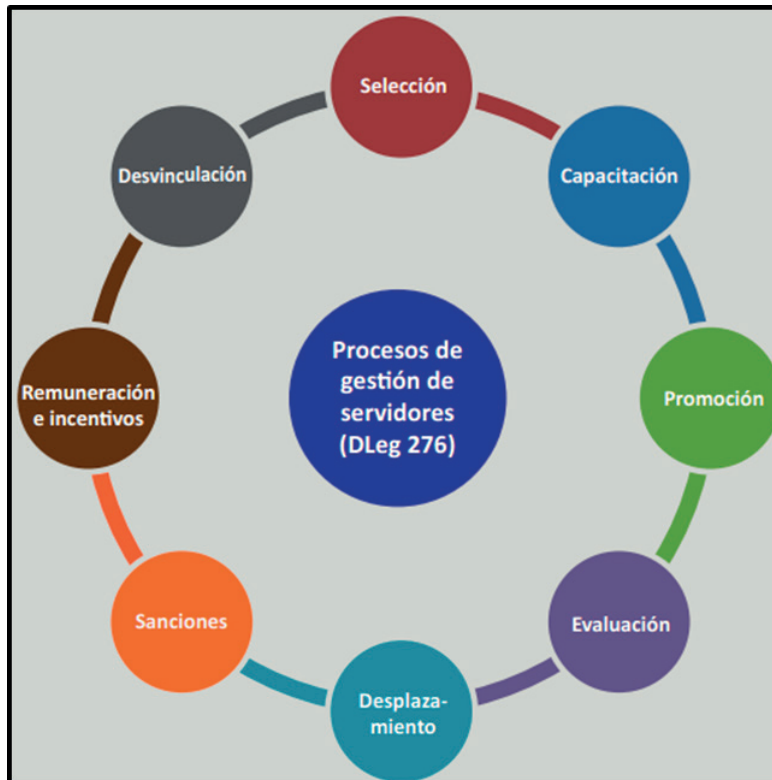 Selección
Capacitación
Promoción
Evaluación
Desplaza-
miento
Sanciones
Remuneración
e incentivos
Desvinculación
Procesos de
gestión de
servidores
(DLeg 276)